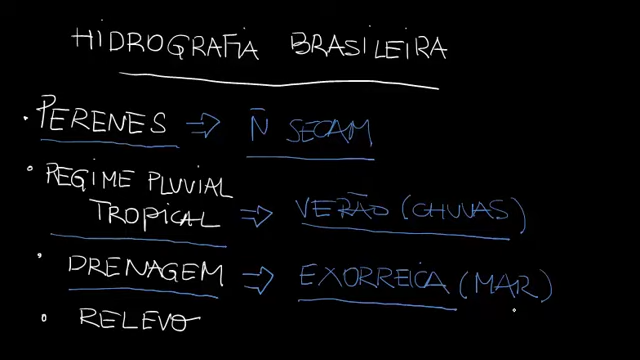 HIDROGRAFIA BRASILEIRA
• PERENES ⇒ Ñ SECAM
• REGIME PLUVIAL
TROPICAL ⇒ VERÃO (CHUVAS)
• DRENAGEM ⇒ EXORREICA (MAR)
• RELEVO